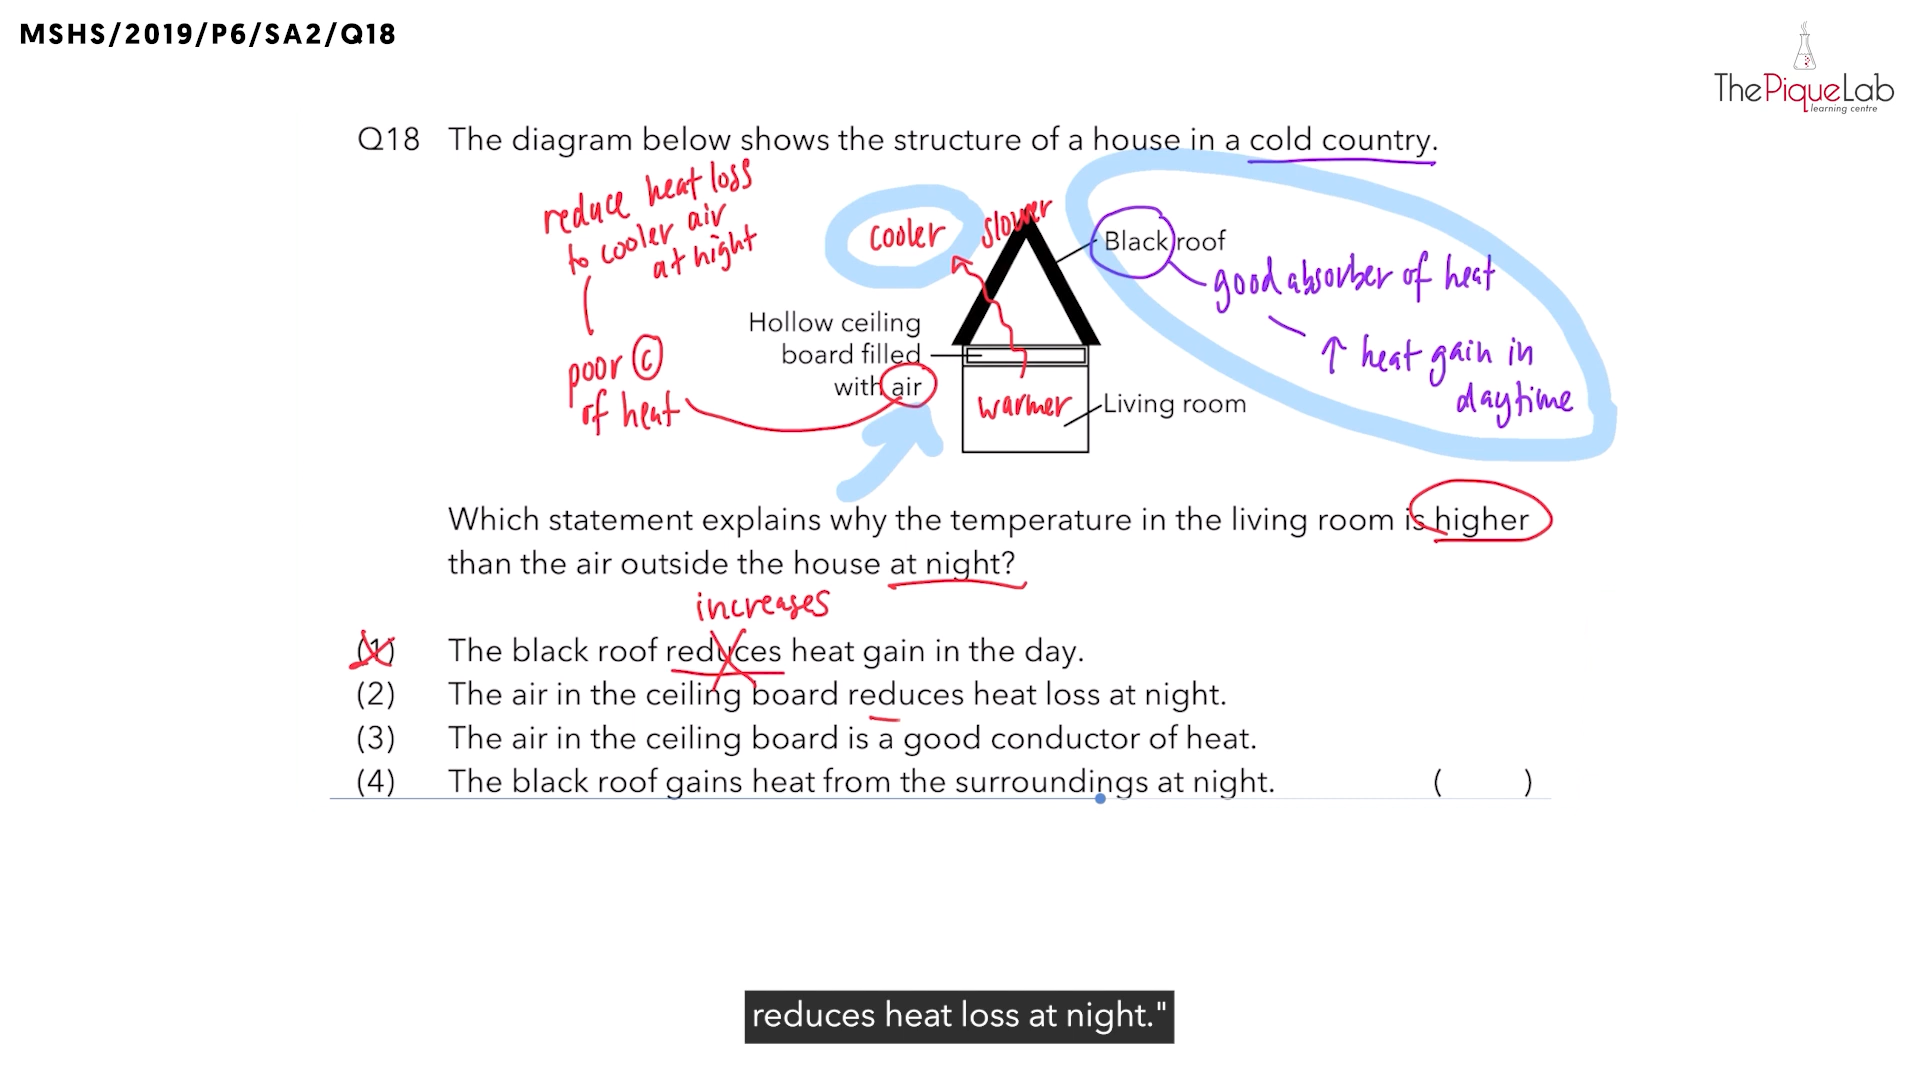 MSHS/2019/P6/SA2/Q18
ThePiqueLab
learning centre
Q18 The diagram below shows the structure of a house in a cold country.
reduce heat loss
to cooler air
at night
poor C
of heat
cooler
slower
Black roof
good absorber of heat
↑ heat gain in
daytime
Hollow ceiling
board filled
with air
warmer
Living room
Which statement explains why the temperature in the living room is higher
than the air outside the house at night?
increases
(1) The black roof reduces heat gain in the day.
(2) The air in the ceiling board reduces heat loss at night.
(3) The air in the ceiling board is a good conductor of heat.
(4) The black roof gains heat from the surroundings at night. ( )
reduces heat loss at night."